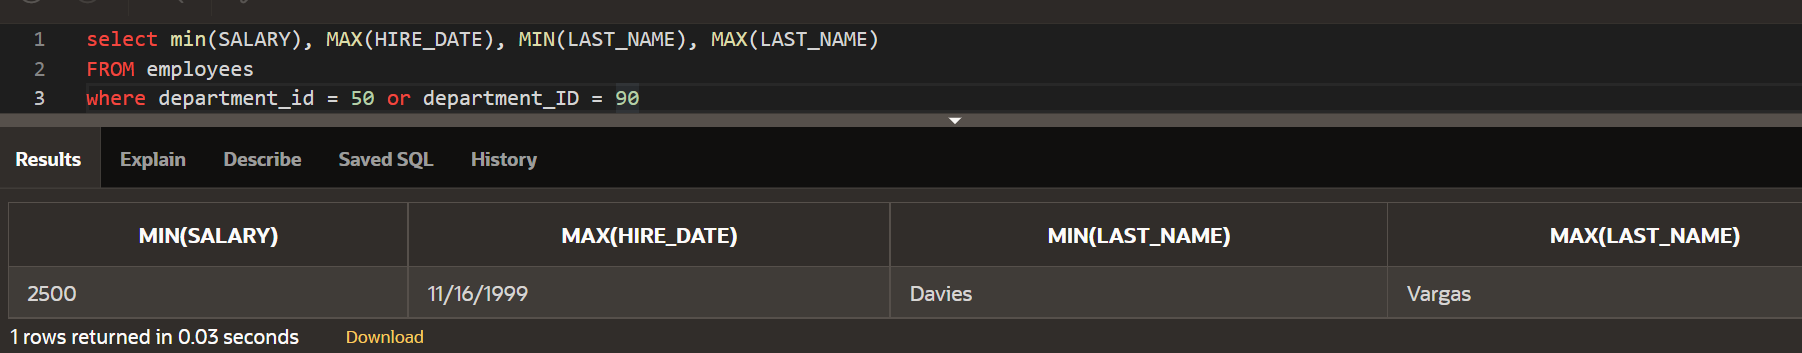 1 select min(SALARY), MAX(HIRE_DATE), MIN(LAST_NAME), MAX(LAST_NAME)
2 FROM employees
3 where department_id = 50 or department_ID = 90
Results Explain Describe Saved SQL History
MIN(SALARY) MAX(HIRE_DATE) MIN(LAST_NAME) MAX(LAST_NAME)
2500 11/16/1999 Davies Vargas
1 rows returned in 0.03 seconds Download